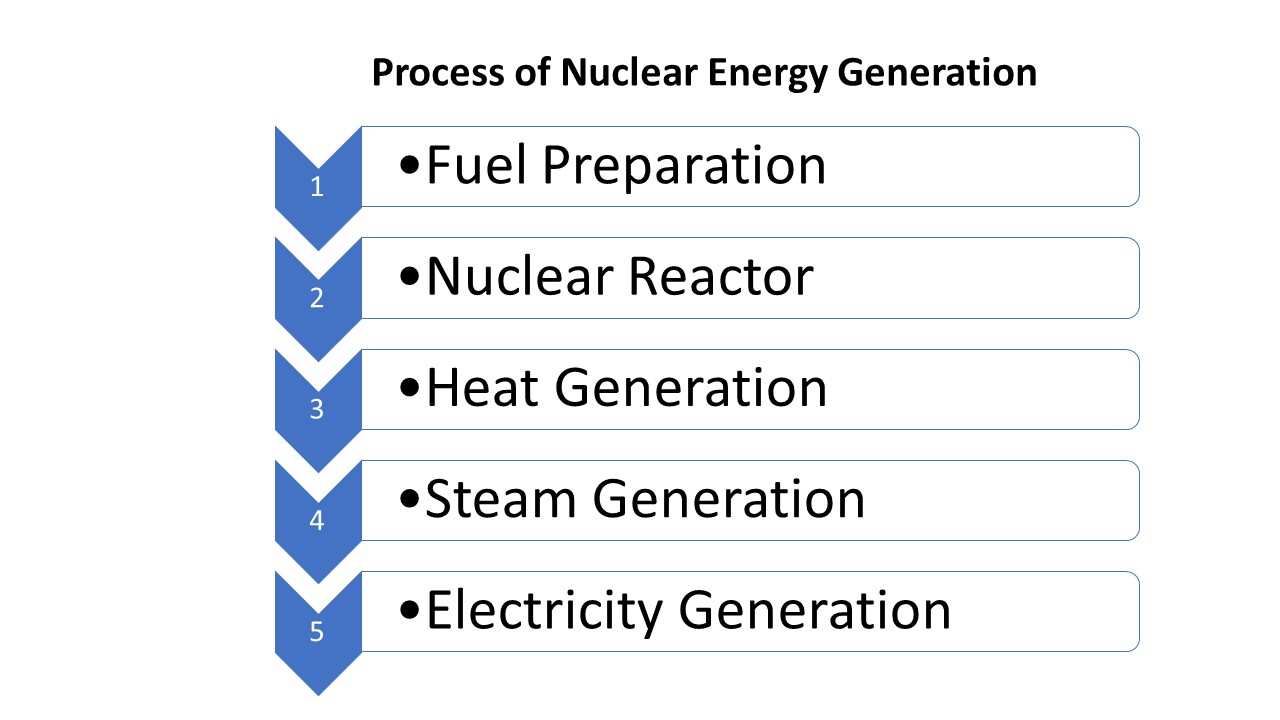 Process of Nuclear Energy Generation
1
•Fuel Preparation
2
•Nuclear Reactor
3
•Heat Generation
4
•Steam Generation
5
•Electricity Generation